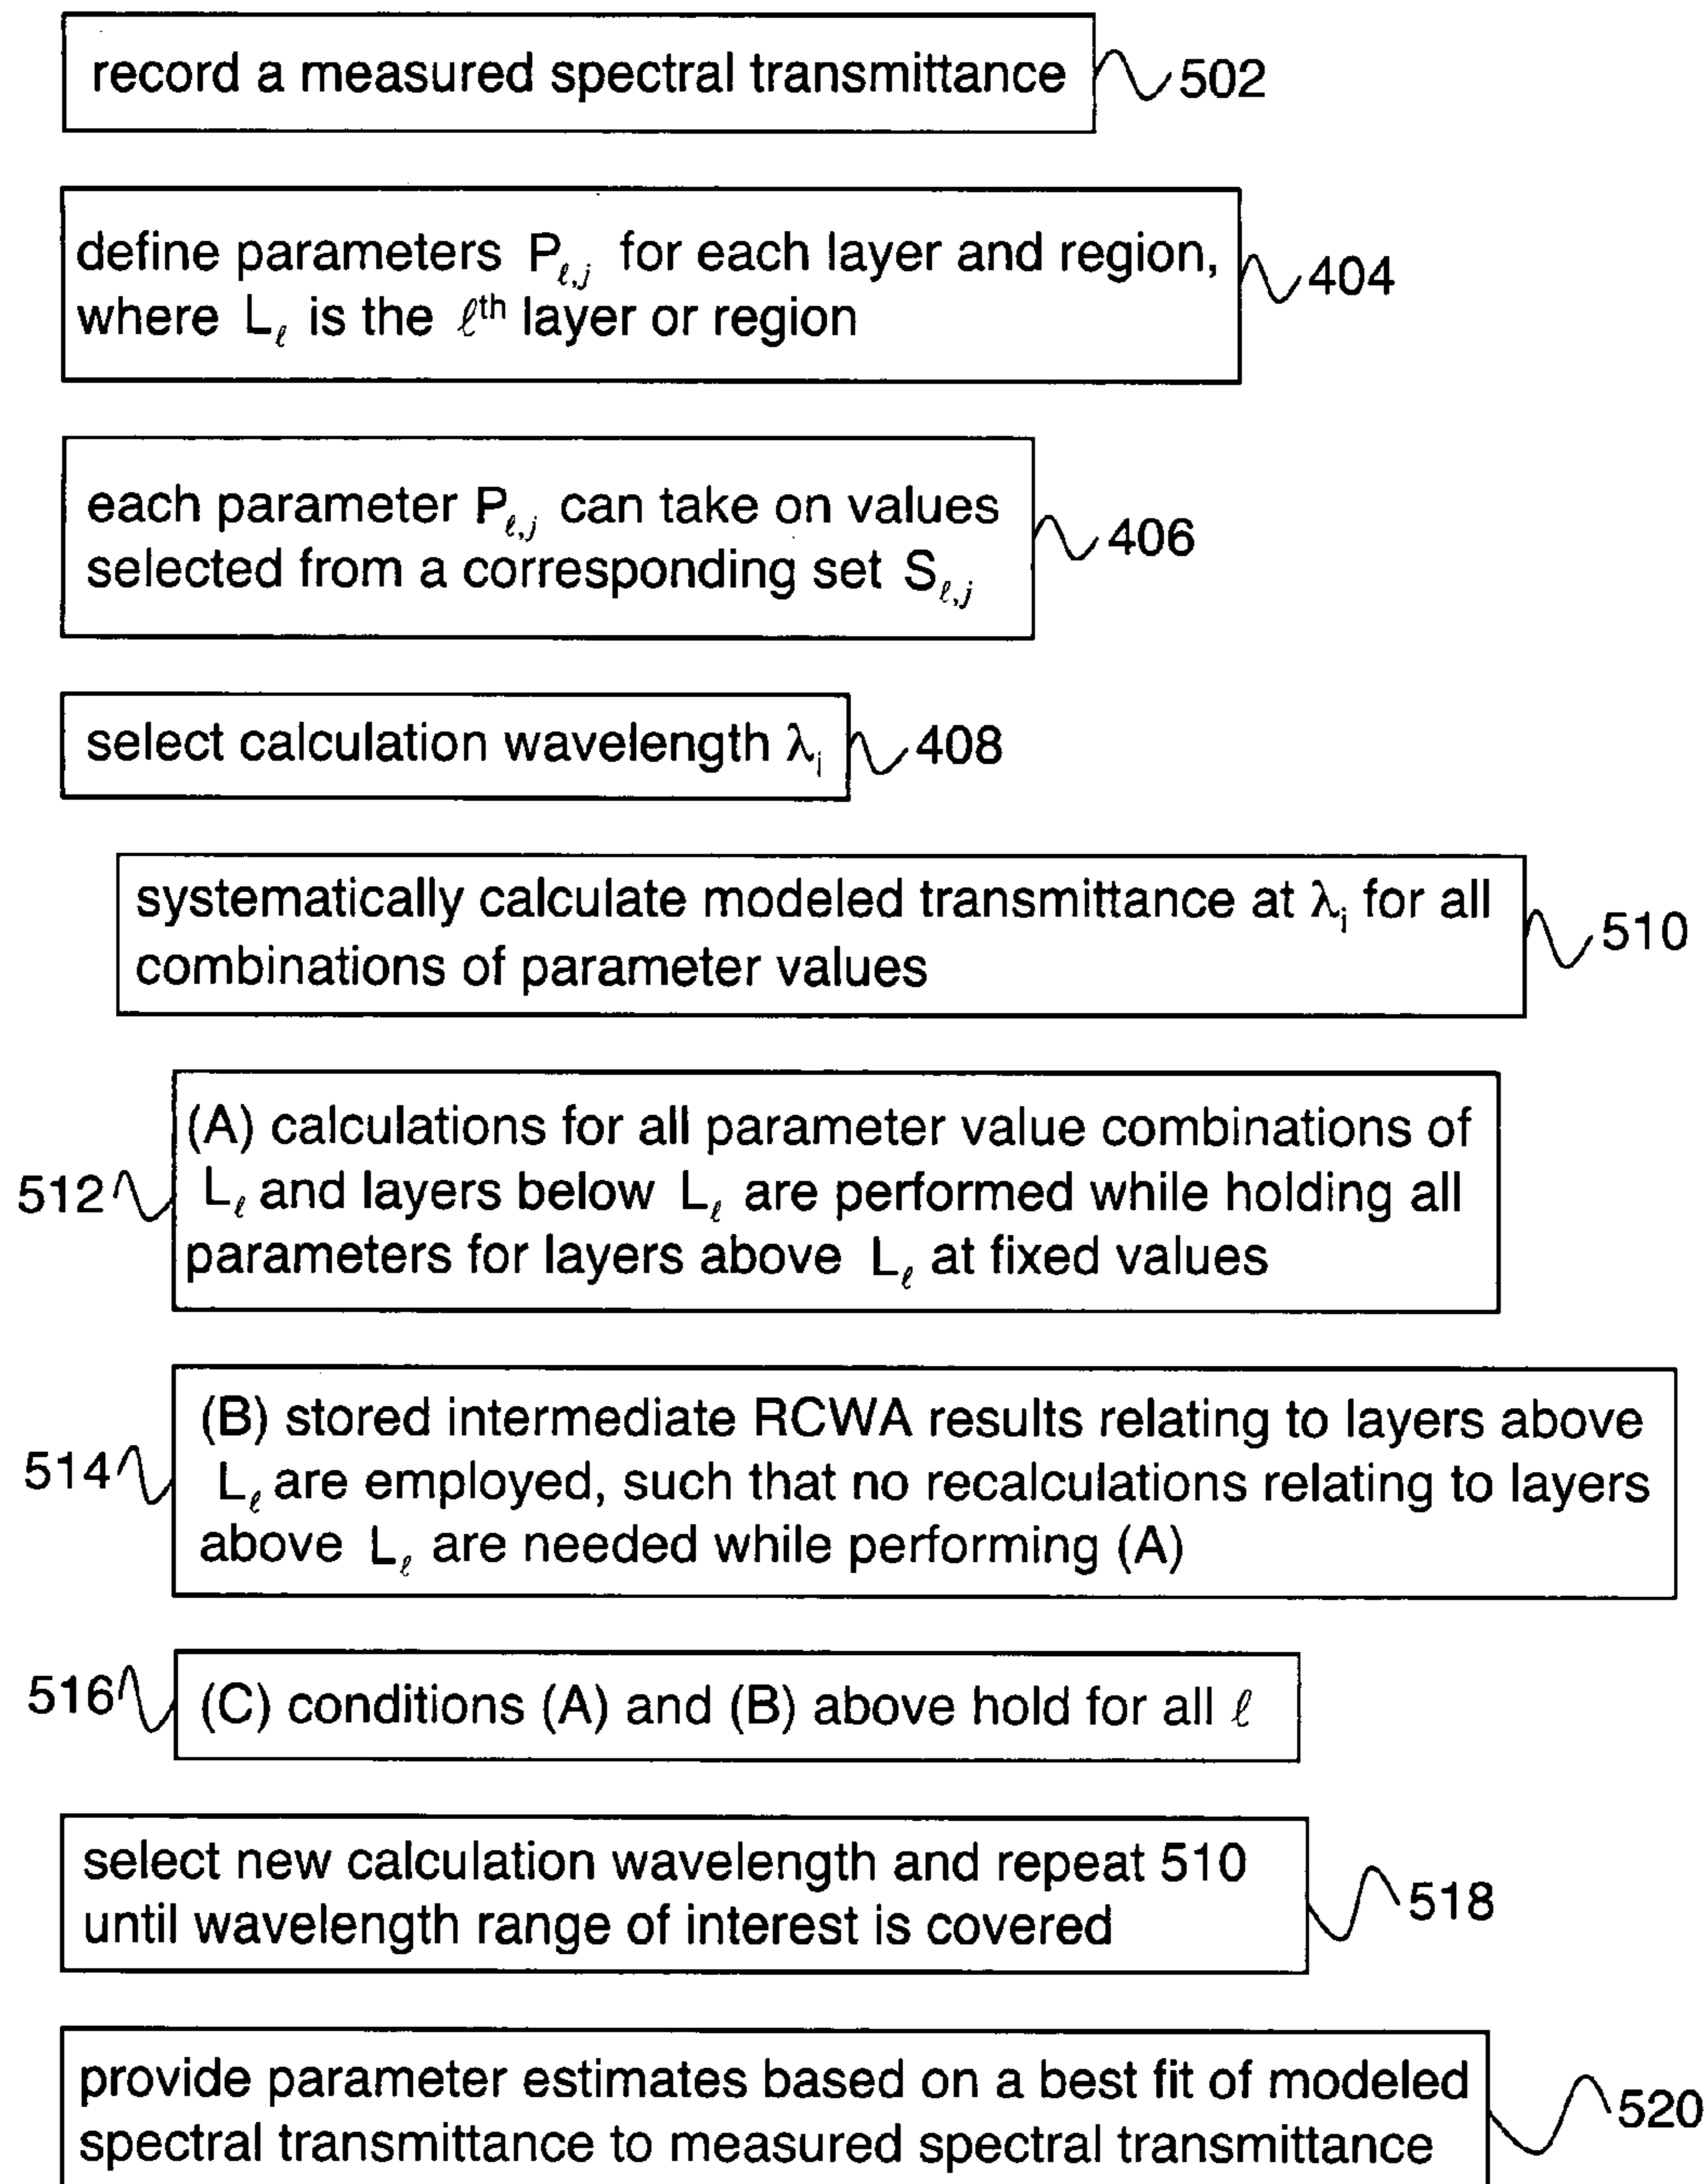 record a measured spectral transmittance 502
define parameters P_ℓ,j for each layer and region, 404
where L_ℓ is the ℓth layer or region
each parameter P_ℓ,j can take on values 406
selected from a corresponding set S_ℓ,j
select calculation wavelength λ_i 408
systematically calculate modeled transmittance at λ_i for all 510
combinations of parameter values
(A) calculations for all parameter value combinations of
512 L_ℓ and layers below L_ℓ are performed while holding all
parameters for layers above L_ℓ at fixed values
(B) stored intermediate RCWA results relating to layers above
514 L_ℓ are employed, such that no recalculations relating to layers
above L_ℓ are needed while performing (A)
516 (C) conditions (A) and (B) above hold for all ℓ
select new calculation wavelength and repeat 510 518
until wavelength range of interest is covered
provide parameter estimates based on a best fit of modeled 520
spectral transmittance to measured spectral transmittance